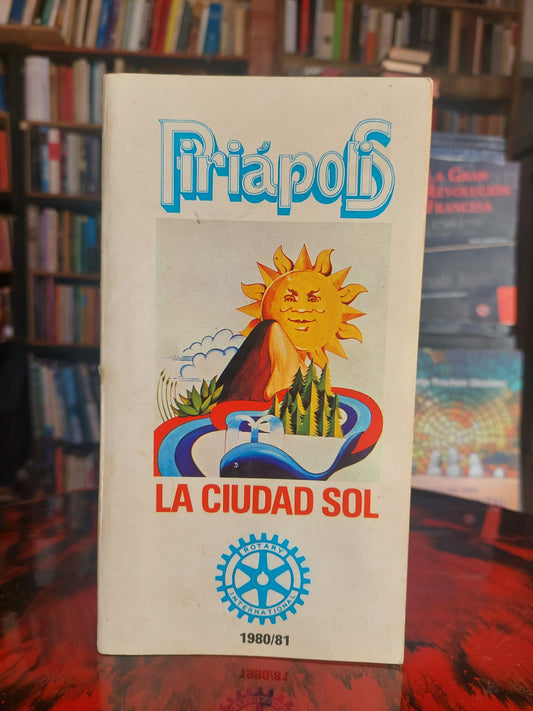 Piriápolis
LA CIUDAD SOL
ROTARY
INTERNATIONAL
1980/81
LA GRAN
REVOLUCIÓN
FRANCESA